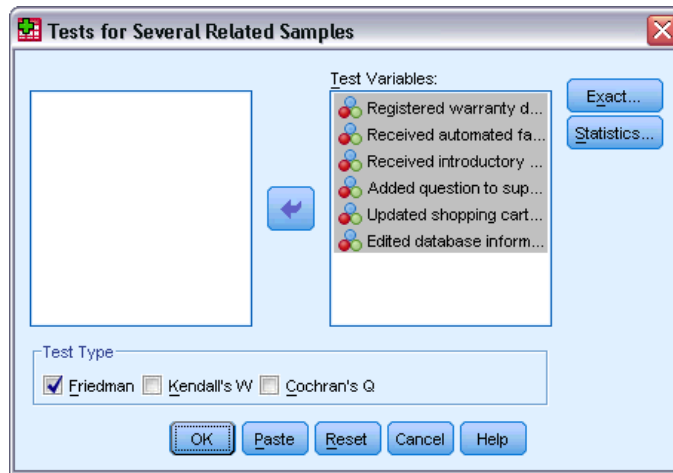 Tests for Several Related Samples
Test Variables:
Registered warranty d...
Received automated fa...
Received introductory ...
Added question to sup...
Updated shopping cart...
Edited database inform...
Exact...
Statistics...
Test Type
Friedman Kendall's W Cochran's Q
OK Paste Reset Cancel Help